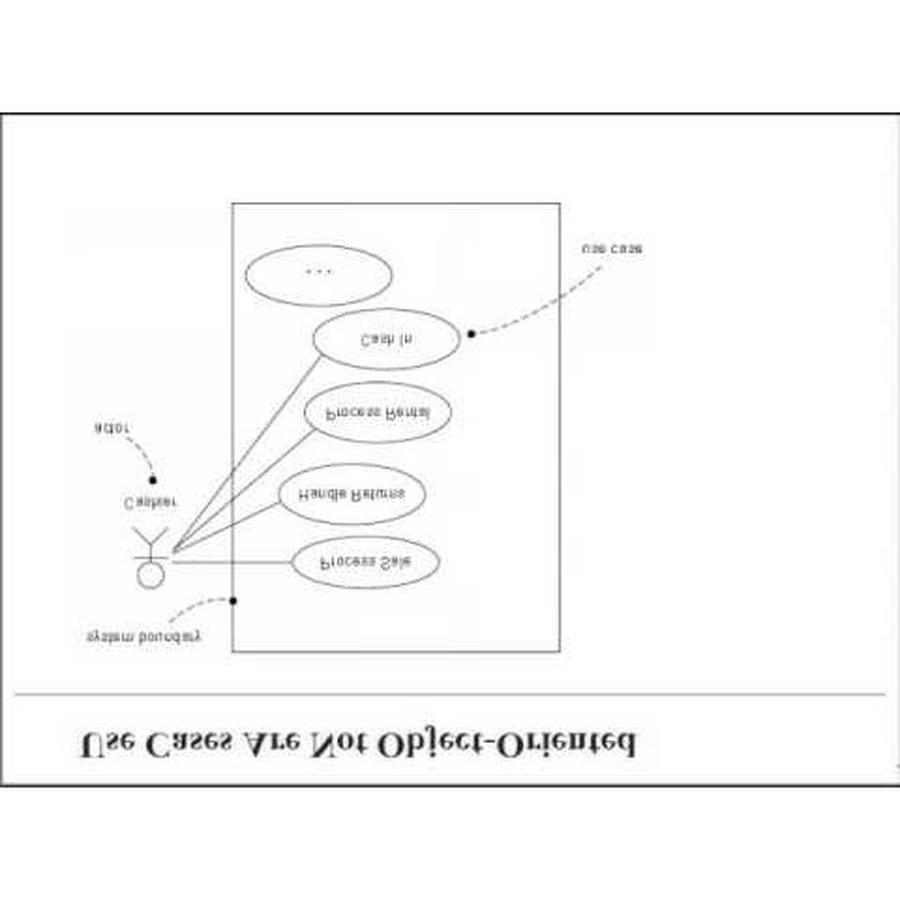 Use Cases Are Not Object-Oriented
system boundary
Process Sale
Cashier
Handle Returns
actor
Process Rental
Cash In
use case
...